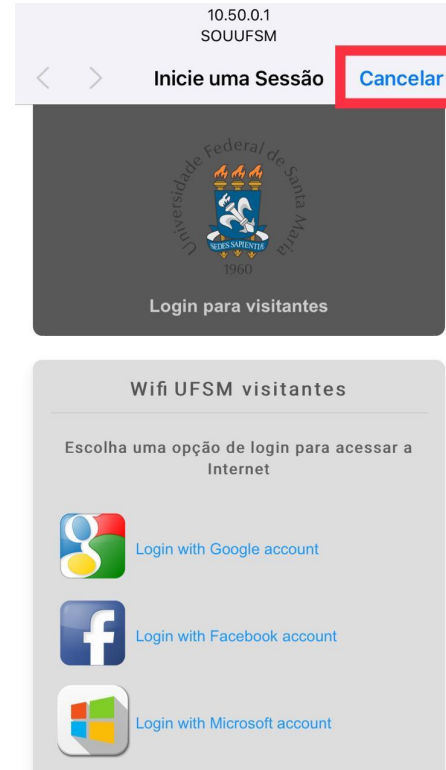 10.50.0.1
SOUUFSM
Inicie uma Sessão Cancelar
Universidade Federal de Santa Maria
SEDES SAPIENTIÆ
1960
Login para visitantes
Wifi UFSM visitantes
Escolha uma opção de login para acessar a
Internet
Login with Google account
Login with Facebook account
Login with Microsoft account